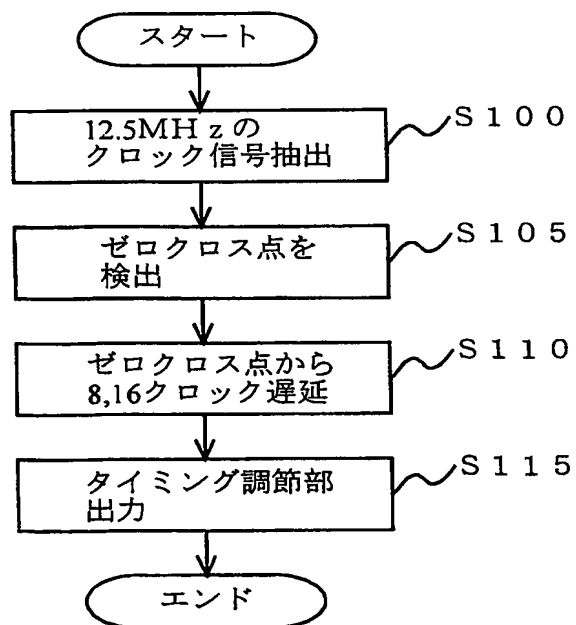 スタート
12.5MHzの
クロック信号抽出
S100
ゼロクロス点を
検出
S105
ゼロクロス点から
8,16クロック遅延
S110
タイミング調節部
出力
S115
エンド